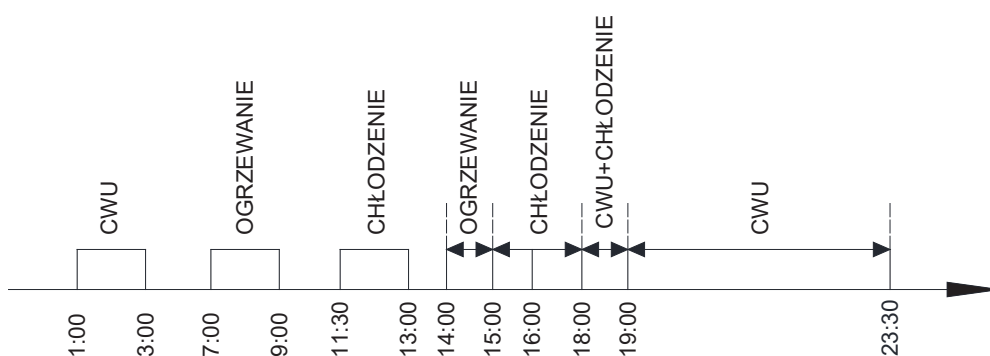 CWU
OGRZEWANIE
CHŁODZENIE
OGRZEWANIE
CHŁODZENIE
CWU+CHŁODZENIE
CWU
1:00
3:00
7:00
9:00
11:30
13:00
14:00
15:00
16:00
18:00
19:00
23:30